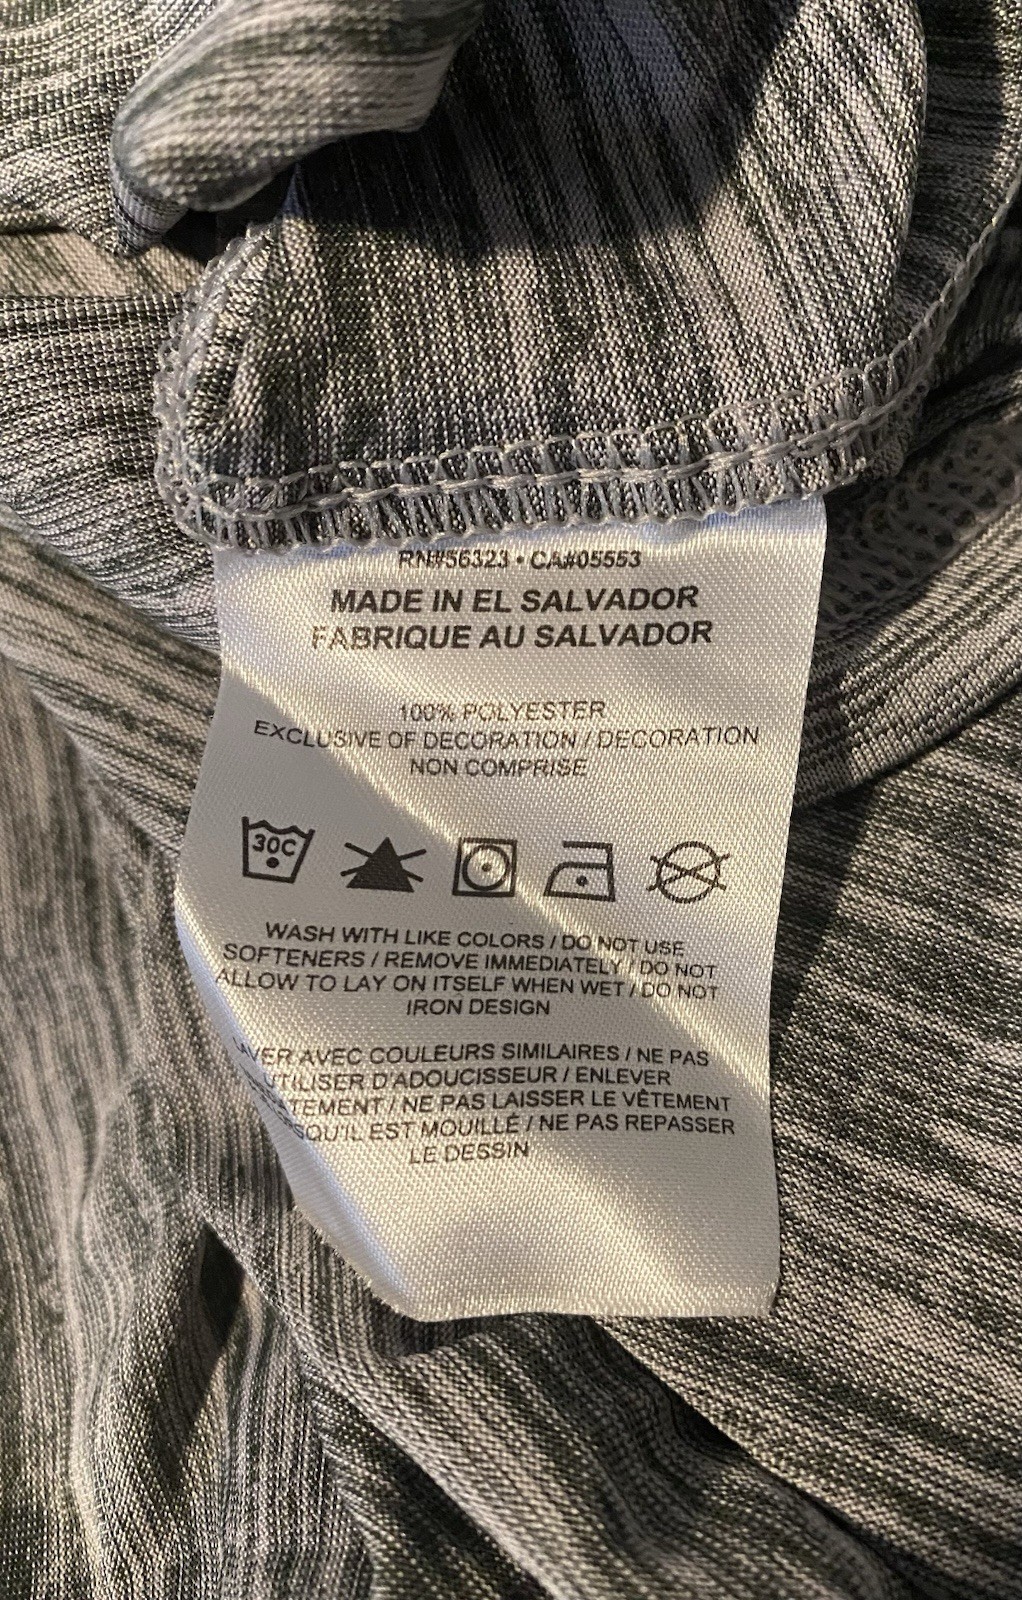 RN#56323 • CA#05553
MADE IN EL SALVADOR
FABRIQUE AU SALVADOR
100% POLYESTER
EXCLUSIVE OF DECORATION / DECORATION
NON COMPRISE
30C
WASH WITH LIKE COLORS / DO NOT USE
SOFTENERS / REMOVE IMMEDIATELY / DO NOT
ALLOW TO LAY ON ITSELF WHEN WET / DO NOT
IRON DESIGN
LAVER AVEC COULEURS SIMILAIRES / NE PAS
UTILISER D'ADOUCISSEUR / ENLEVER
/ NE PAS LAISSER LE VÊTEMENT
EST MOUILLÉ / NE PAS REPASSER
LE DESSIN